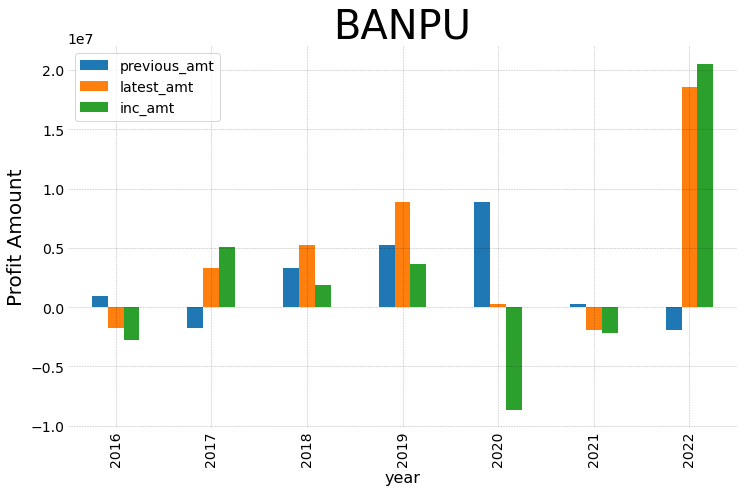 BANPU
1e7
previous_amt
latest_amt
inc_amt
2.0
1.5
1.0
0.5
0.0
−0.5
−1.0
Profit Amount
2016
2017
2018
2019
2020
2021
2022
year